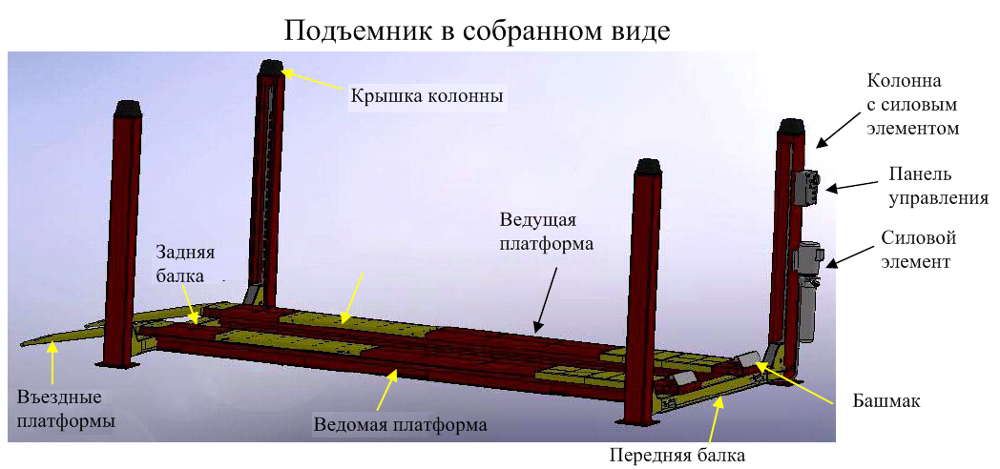 Подъемник в собранном виде
Крышка колонны
Колонна
с силовым
элементом
Панель
управления
Ведущая
платформа
Силовой
элемент
Задняя
балка
Въездные
платформы
Ведомая платформа
Башмак
Передняя балка